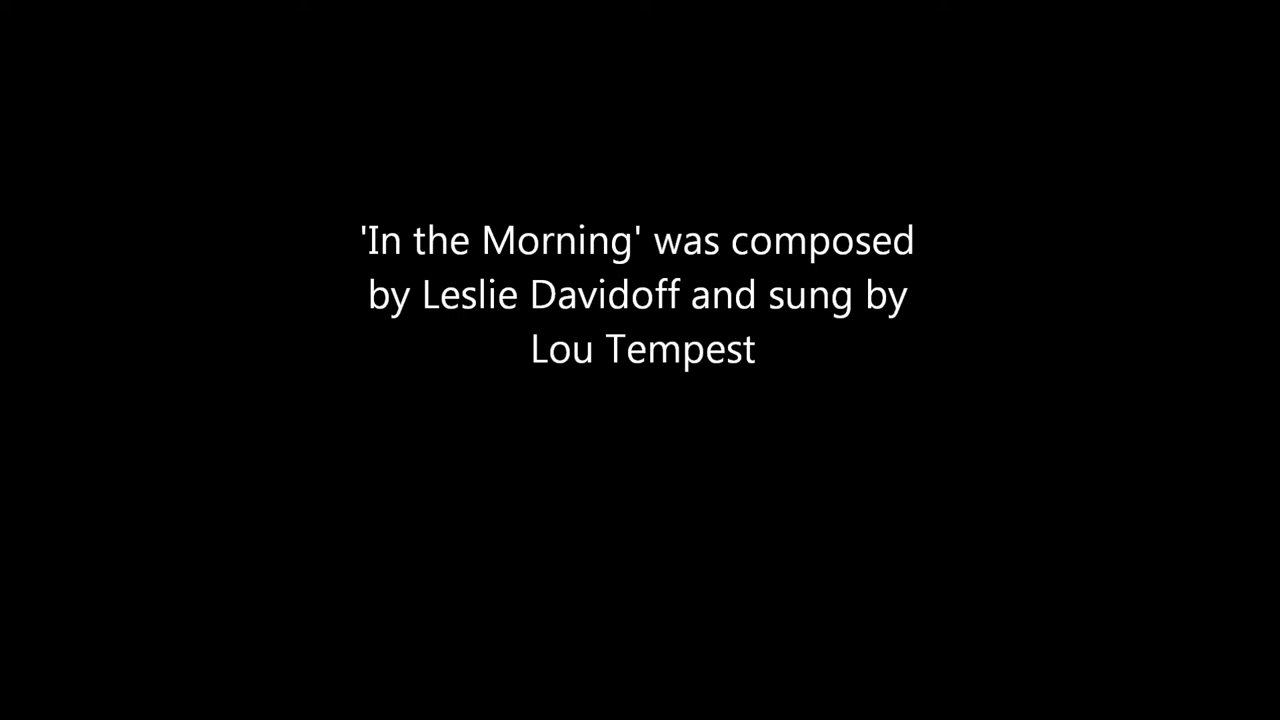 'In the Morning' was composed
by Leslie Davidoff and sung by
Lou Tempest